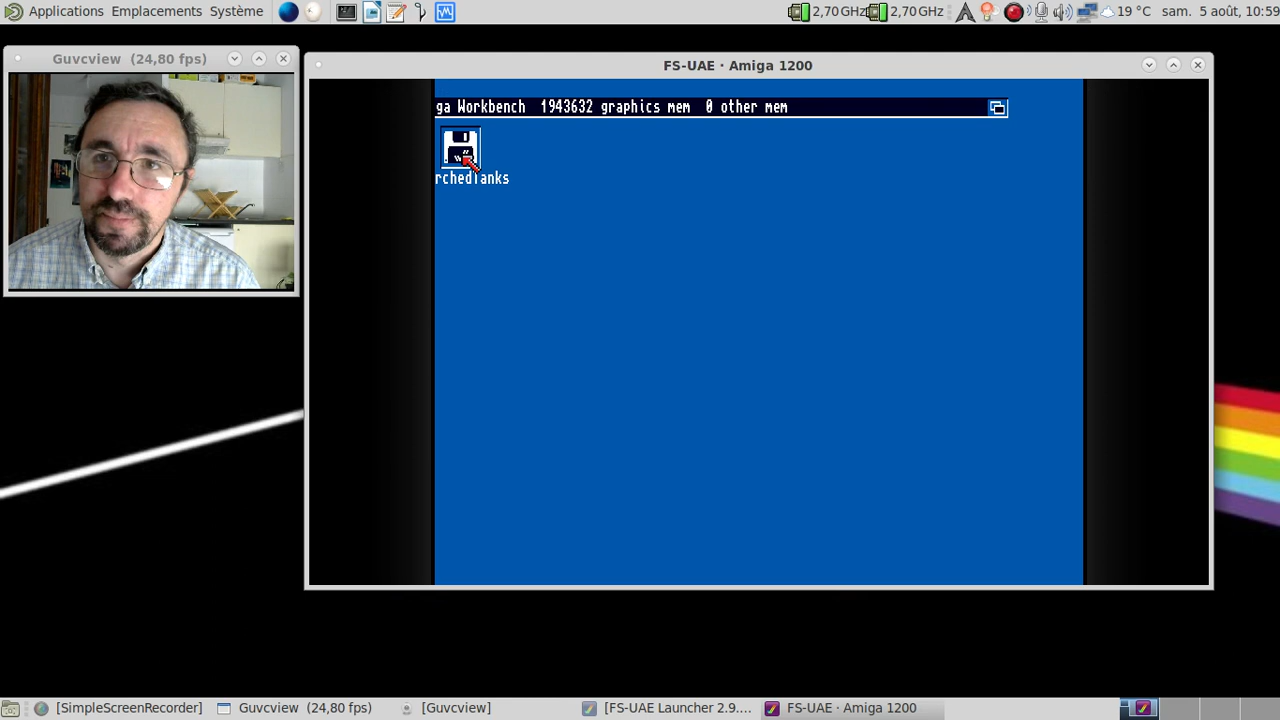 Applications Emplacements Système 2,70 GHz 2,70 GHz 19 °C sam. 5 août, 10:59
Guvcview (24,80 fps)
FS-UAE · Amiga 1200
ga Workbench 1943632 graphics mem 0 other mem
rchedTanks
[SimpleScreenRecorder] Guvcview (24,80 fps) [Guvcview] [FS-UAE Launcher 2.9.... FS-UAE · Amiga 1200